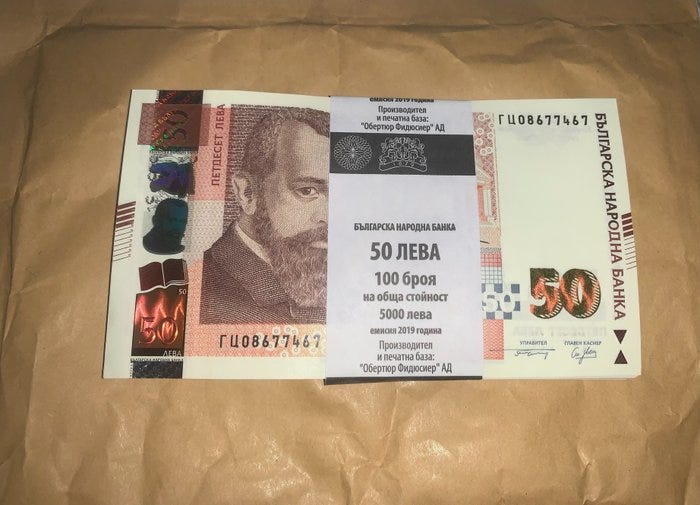 ПЕТДЕСЕТ ЛЕВА
50
ЛЕВА
ГЦ08677467
емисия 2019 година
Производител
и печатна база:
"Обертюр Фидюсиер" АД
БЪЛГАРСКА НАРОДНА БАНКА
50 ЛЕВА
100 броя
на обща стойност
5000 лева
емисия 2019 година
Производител
и печатна база:
"Обертюр Фидюсиер" АД
ГЦ08677467
БЪЛГАРСКА НАРОДНА БАНКА
50
УПРАВИТЕЛ
ГЛАВЕН КАСИЕР